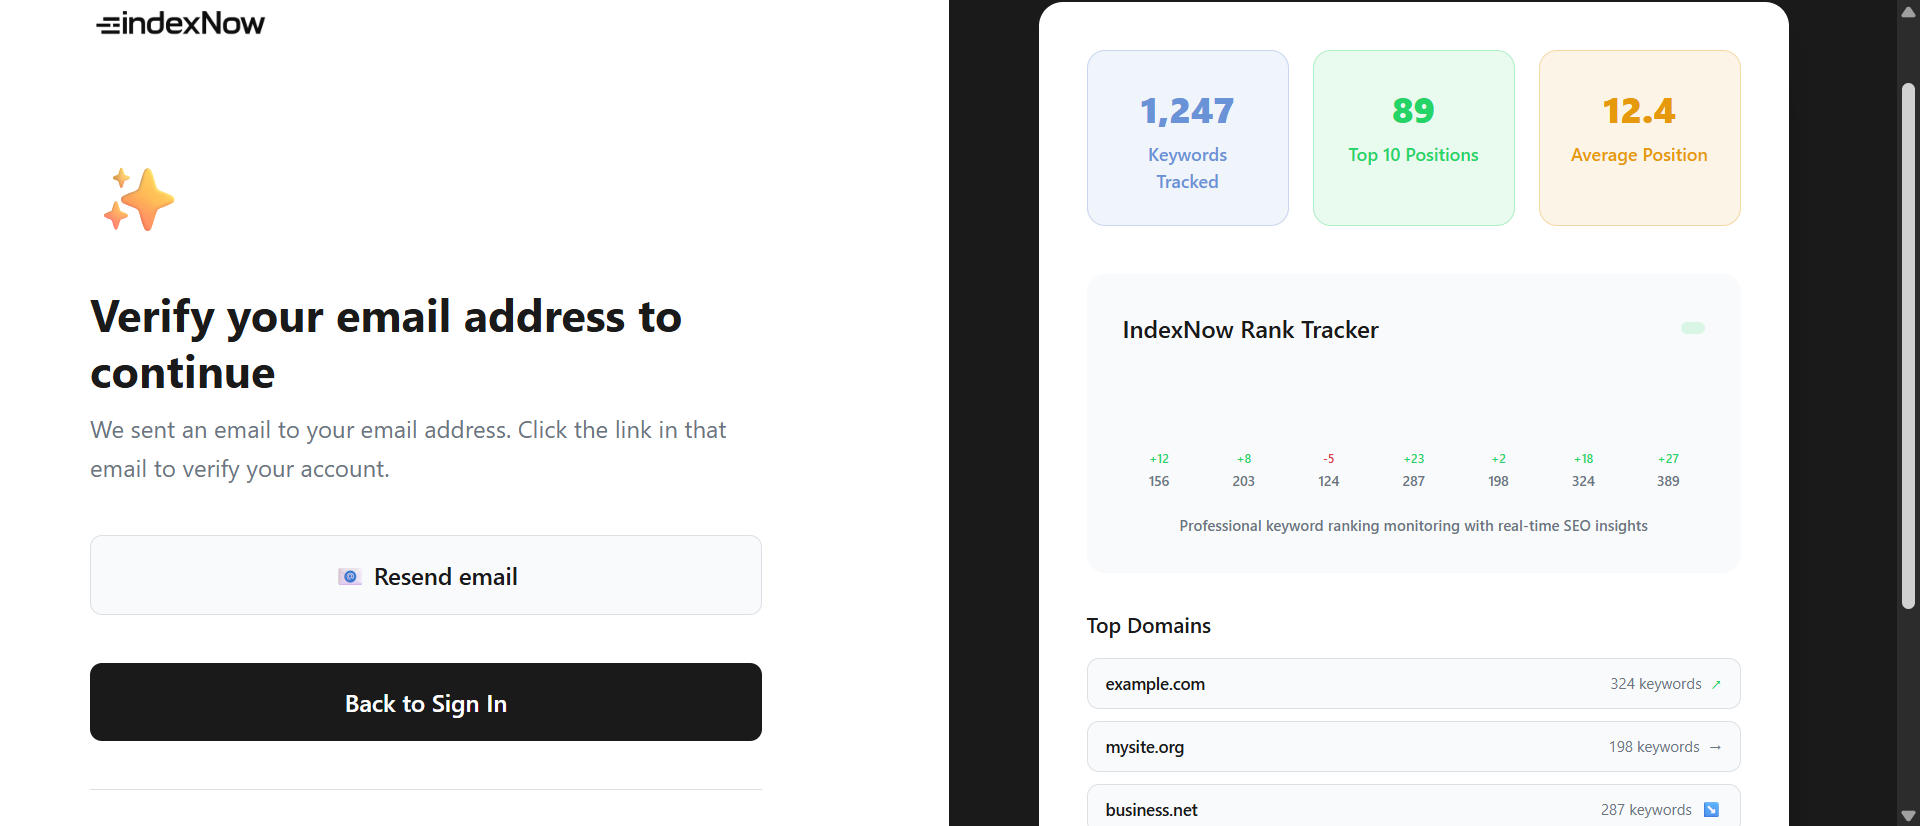 indexNow
Verify your email address to
continue
We sent an email to your email address. Click the link in that
email to verify your account.
Resend email
Back to Sign In
1,247
Keywords
Tracked
89
Top 10 Positions
12.4
Average Position
IndexNow Rank Tracker
+12 +8 -5 +23 +2 +18 +27
156 203 124 287 198 324 389
Professional keyword ranking monitoring with real-time SEO insights
Top Domains
example.com 324 keywords ↗
mysite.org 198 keywords →
business.net 287 keywords ↘